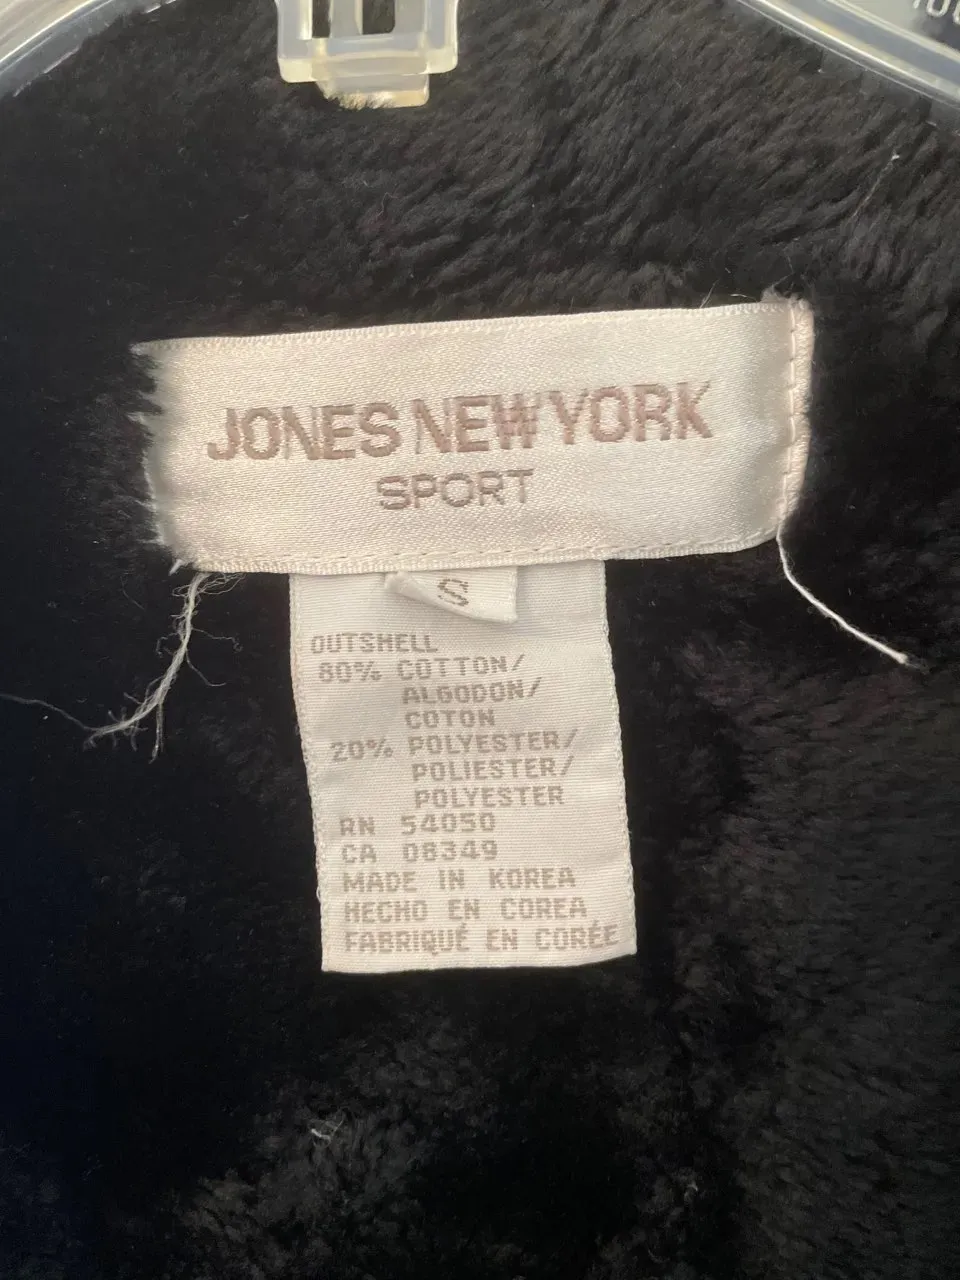 JONES NEW YORK
SPORT
S
OUTSHELL
80% COTTON/
ALGODON/
COTON
20% POLYESTER/
POLIESTER/
POLYESTER
RN 54050
CA 08349
MADE IN KOREA
HECHO EN COREA
FABRIQUÉ EN CORÉE